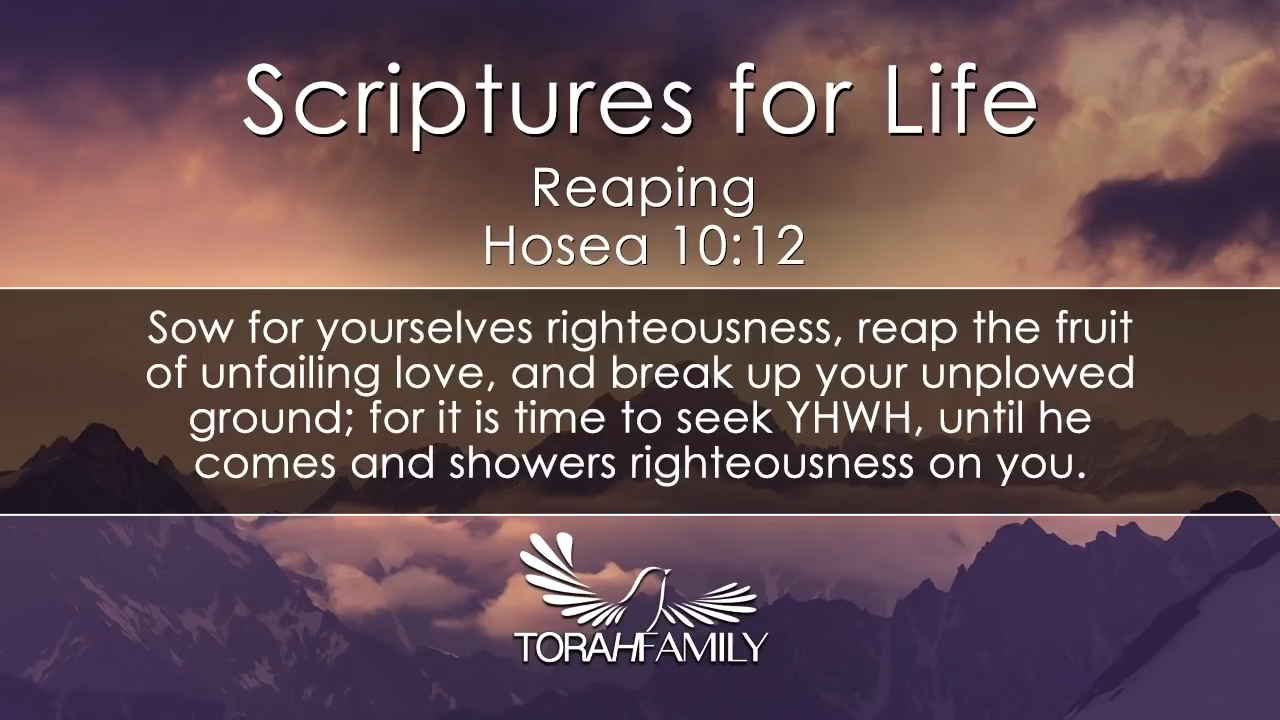 Scriptures for Life
Reaping
Hosea 10:12
Sow for yourselves righteousness, reap the fruit
of unfailing love, and break up your unplowed
ground; for it is time to seek YHWH, until he
comes and showers righteousness on you.
TORAHFAMILY